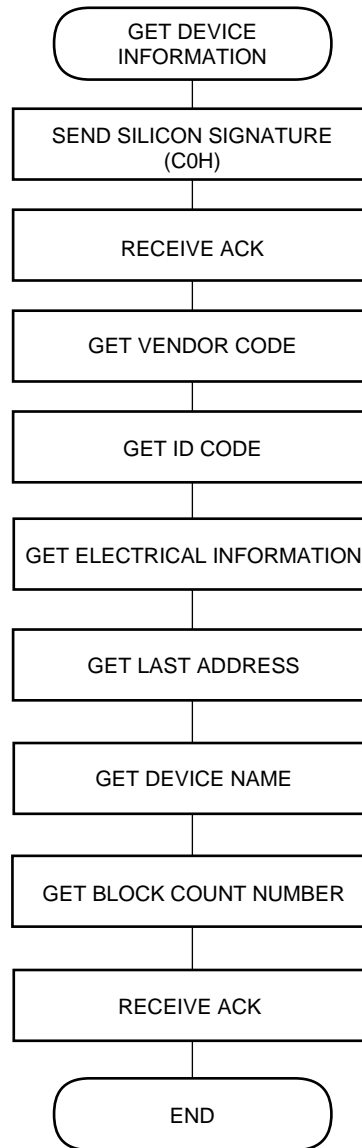 GET DEVICE
INFORMATION
SEND SILICON SIGNATURE
(C0H)
RECEIVE ACK
GET VENDOR CODE
GET ID CODE
GET ELECTRICAL INFORMATION
GET LAST ADDRESS
GET DEVICE NAME
GET BLOCK COUNT NUMBER
RECEIVE ACK
END